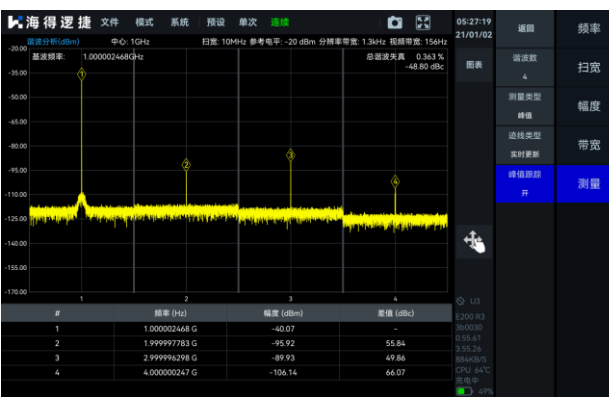 海得逻捷 文件 模式 系统 预设 单次 连续
05:27:19
21/01/02
返回
频率
谐波分析(dBm) 中心: 1GHz 扫宽: 10MHz 参考电平: -20 dBm 分辨率带宽: 1.3kHz 视频带宽: 156Hz
基波频率: 1.000002468GHz
总谐波失真 0.363 %
-48.80 dBc
图表
谐波数
4
扫宽
测量类型
峰值
幅度
迹线类型
实时更新
带宽
峰值跟踪
开
测量
-20.00
-35.00
-50.00
-65.00
-80.00
-95.00
-110.00
-125.00
-140.00
-155.00
-170.00
1
2
3
4
1 2 3 4
# 频率 (Hz) 幅度 (dBm) 差值 (dBc)
1 1.000002468 G -40.07 -
2 1.999997783 G -95.92 55.84
3 2.999996298 G -89.93 49.86
4 4.000000247 G -106.14 66.07
U3
E200 R3
3b0030
0.55.61
3.55.26
884KB/S
CPU 64℃
充电中
49%